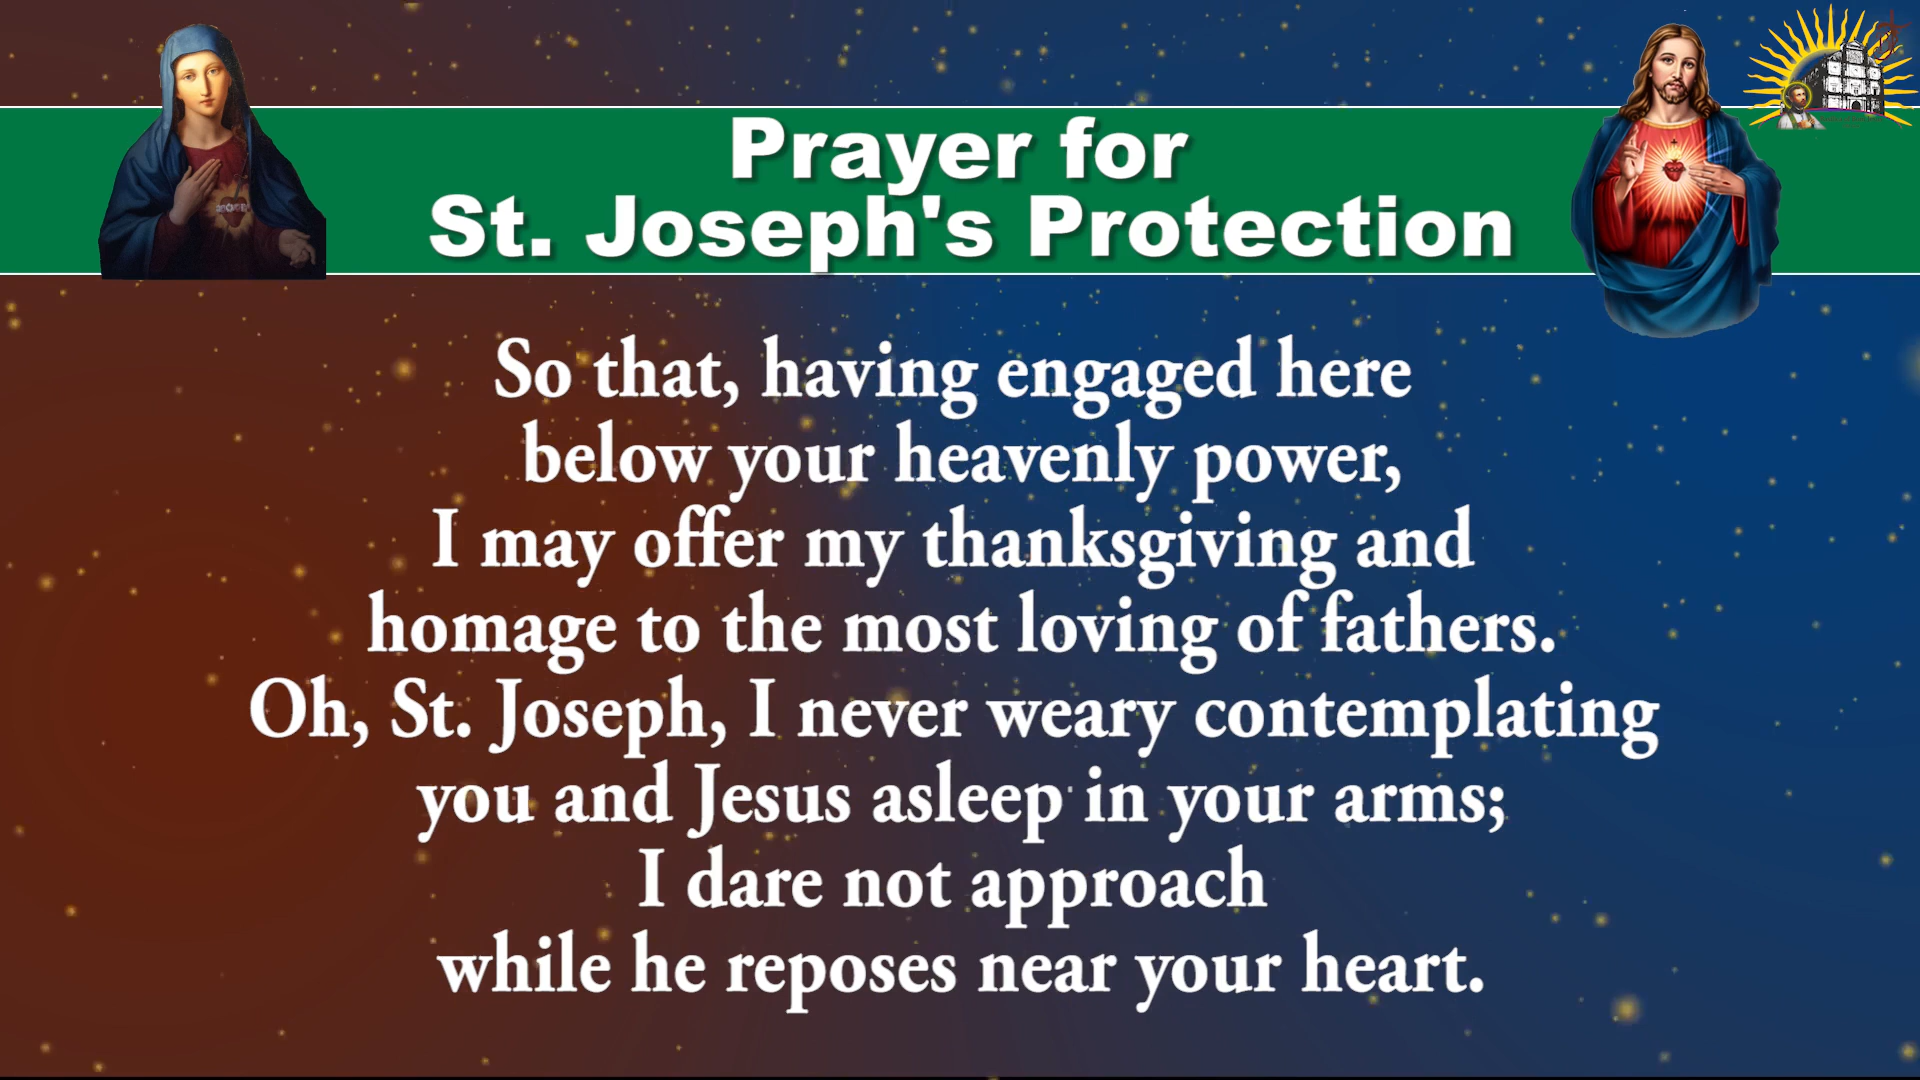 Prayer for
St. Joseph's Protection
So that, having engaged here
below your heavenly power,
I may offer my thanksgiving and
homage to the most loving of fathers.
Oh, St. Joseph, I never weary contemplating
you and Jesus asleep in your arms;
I dare not approach
while he reposes near your heart.